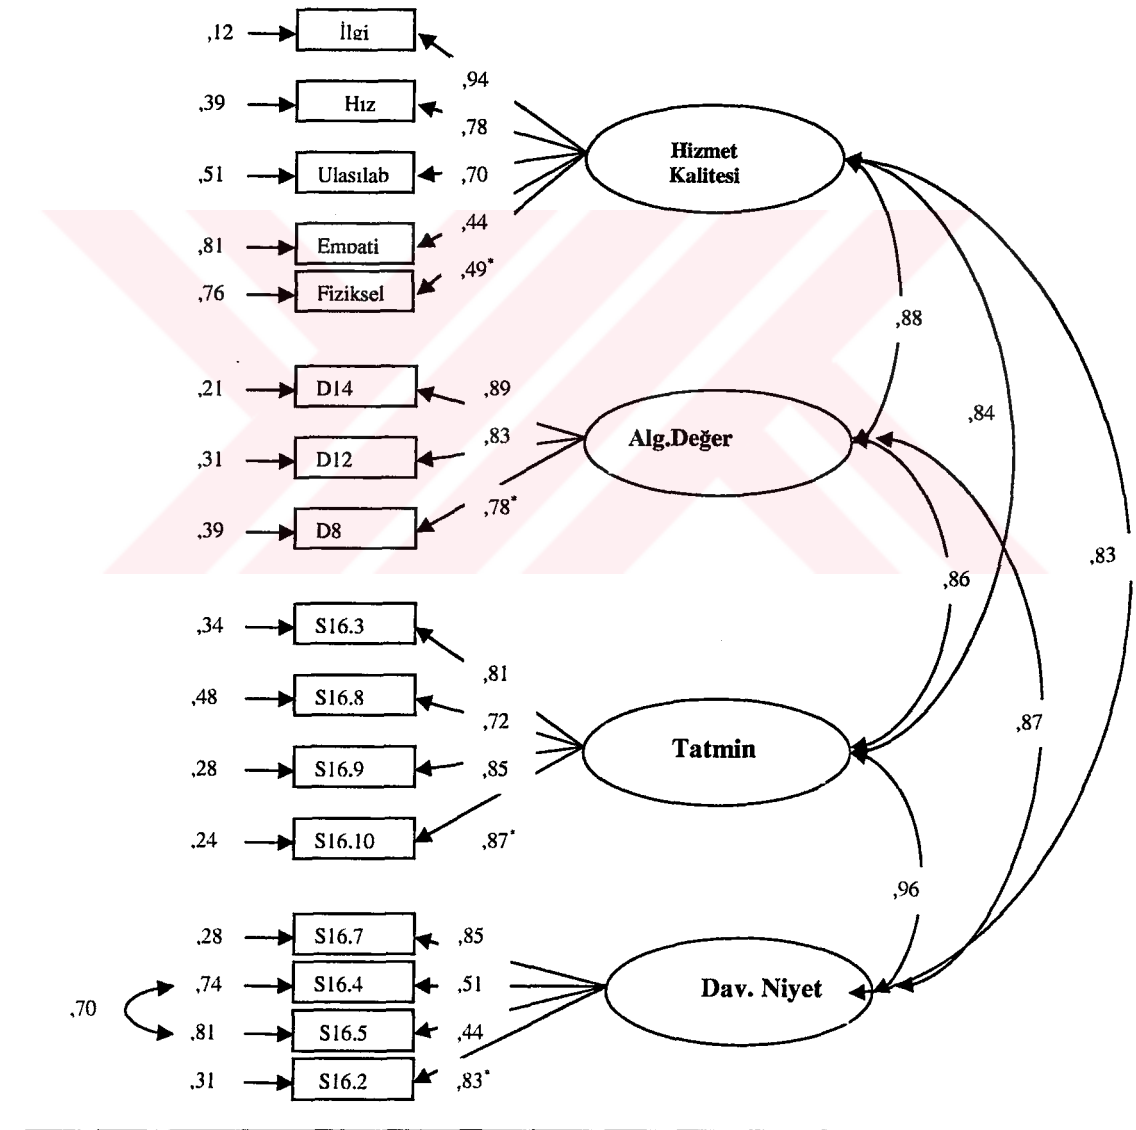 ,12 İlgi
,94
,39 Hız
,78
,51 Ulasılab ,70
,44
,81 Empati
,49*
,76 Fiziksel
Hizmet
Kalitesi
,88
,21 D14 ,89
,84
,83
Alg.Değer
,31 D12
,78*
,39 D8
,83
,86
,34 S16.3
,81
,48 S16.8
,72
,87
Tatmin
,28 S16.9 ,85
,24 S16.10 ,87*
,96
,28 S16.7 ,85
,74 S16.4 ,51
Dav. Niyet
,70
,81 S16.5 ,44
,31 S16.2 ,83*